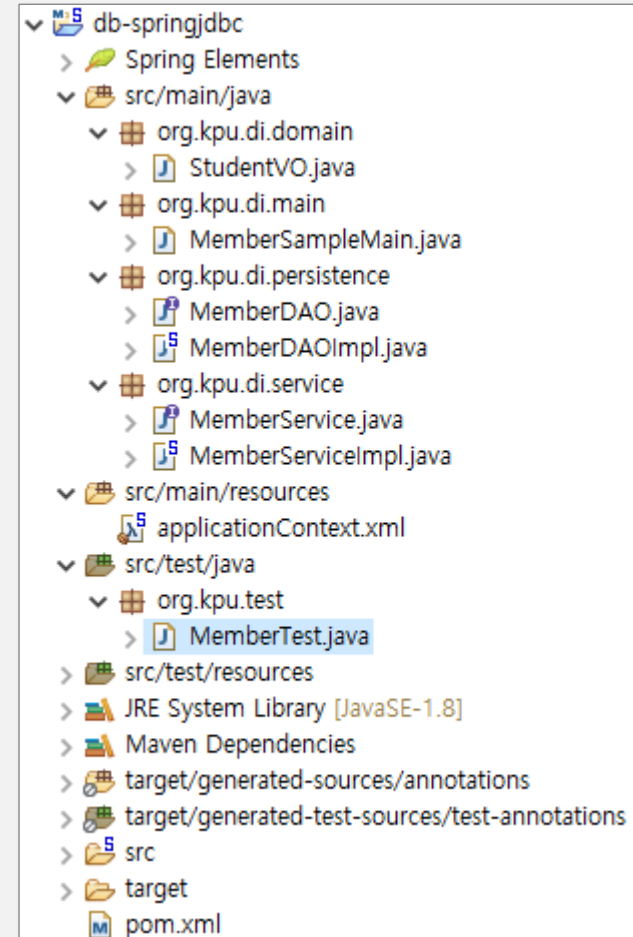 db-springjdbc
Spring Elements
src/main/java
org.kpu.di.domain
StudentVO.java
org.kpu.di.main
MemberSampleMain.java
org.kpu.di.persistence
MemberDAO.java
MemberDAOImpl.java
org.kpu.di.service
MemberService.java
MemberServiceImpl.java
src/main/resources
applicationContext.xml
src/test/java
org.kpu.test
MemberTest.java
src/test/resources
JRE System Library [JavaSE-1.8]
Maven Dependencies
target/generated-sources/annotations
target/generated-test-sources/test-annotations
src
target
pom.xml